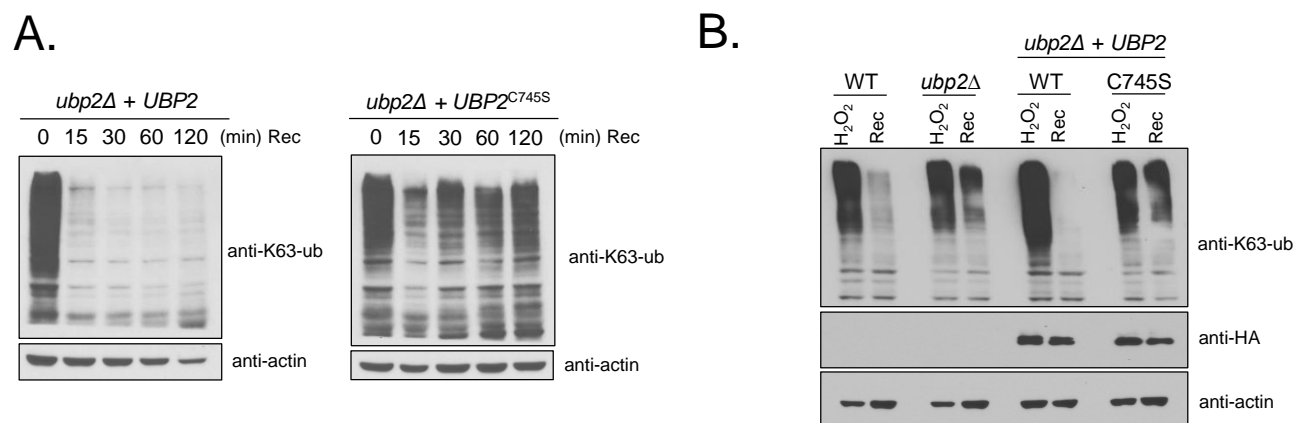 A.
ubp2Δ + UBP2
0 15 30 60 120 (min) Rec
anti-K63-ub
anti-actin
ubp2Δ + UBP2^C745S
0 15 30 60 120 (min) Rec
anti-K63-ub
anti-actin
B.
ubp2Δ + UBP2
WT ubp2Δ WT C745S
H₂O₂ Rec H₂O₂ Rec H₂O₂ Rec H₂O₂ Rec
anti-K63-ub
anti-HA
anti-actin